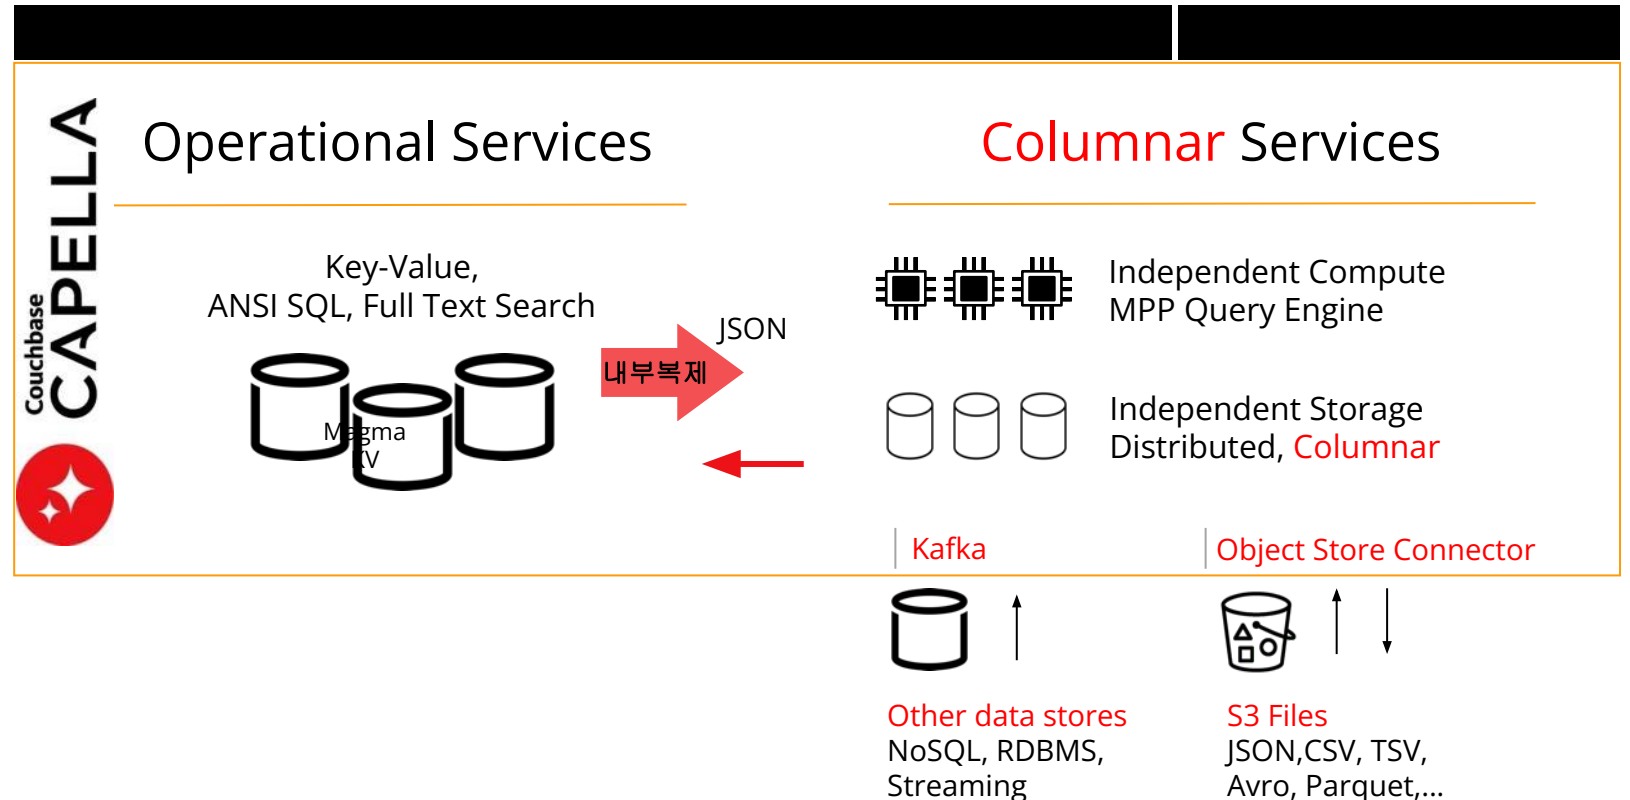 Couchbase
CAPELLA
Operational Services
Key-Value,
ANSI SQL, Full Text Search
Magma
KV
내부복제
JSON
Columnar Services
Independent Compute
MPP Query Engine
Independent Storage
Distributed, Columnar
Kafka
Object Store Connector
Other data stores
NoSQL, RDBMS,
Streaming
S3 Files
JSON,CSV, TSV,
Avro, Parquet,...